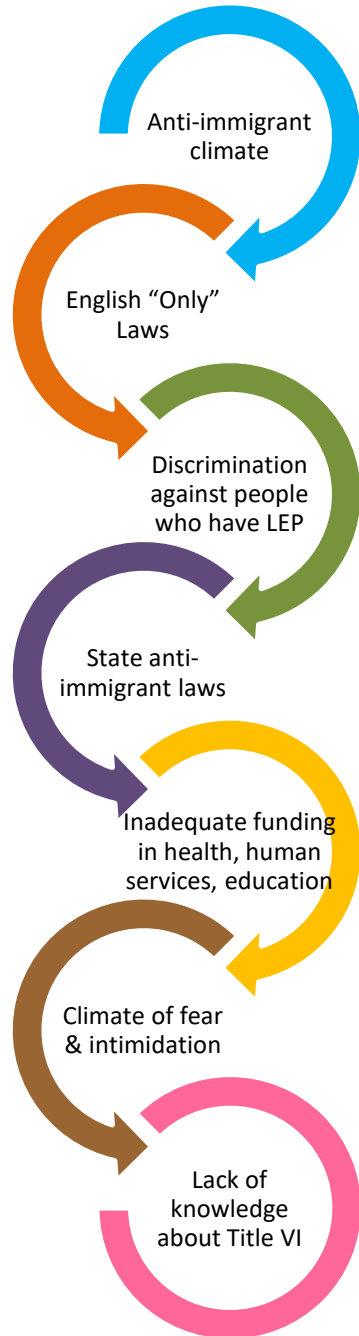 Anti-immigrant
climate
English “Only”
Laws
Discrimination
against people
who have LEP
State anti-
immigrant laws
Inadequate funding
in health, human
services, education
Climate of fear
& intimidation
Lack of
knowledge
about Title VI